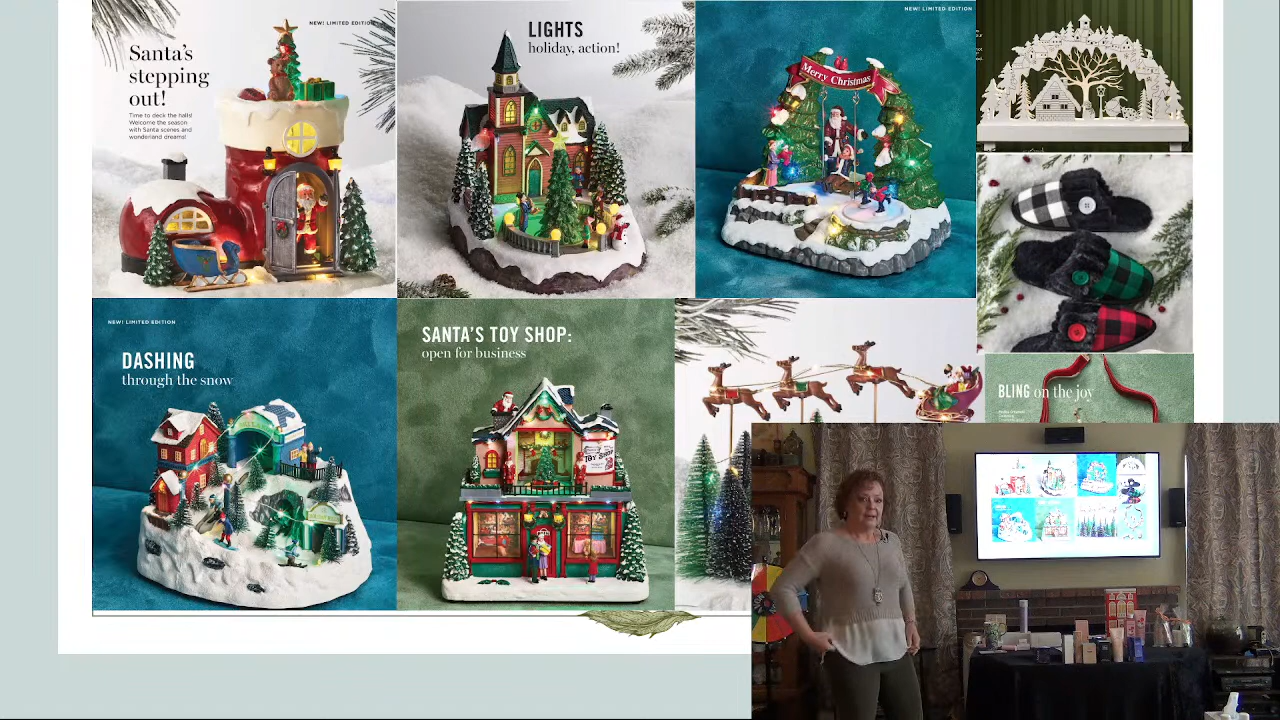 NEW! LIMITED EDITION
Santa's
stepping
out!
Time to deck the halls!
Welcome the season
with Santa scenes and
wonderland dreams!
LIGHTS
holiday, action!
NEW! LIMITED EDITION
Merry Christmas
NEW! LIMITED EDITION
DASHING
through the snow
SANTA'S TOY SHOP:
open for business
TOY SHOP
BLING on the joy